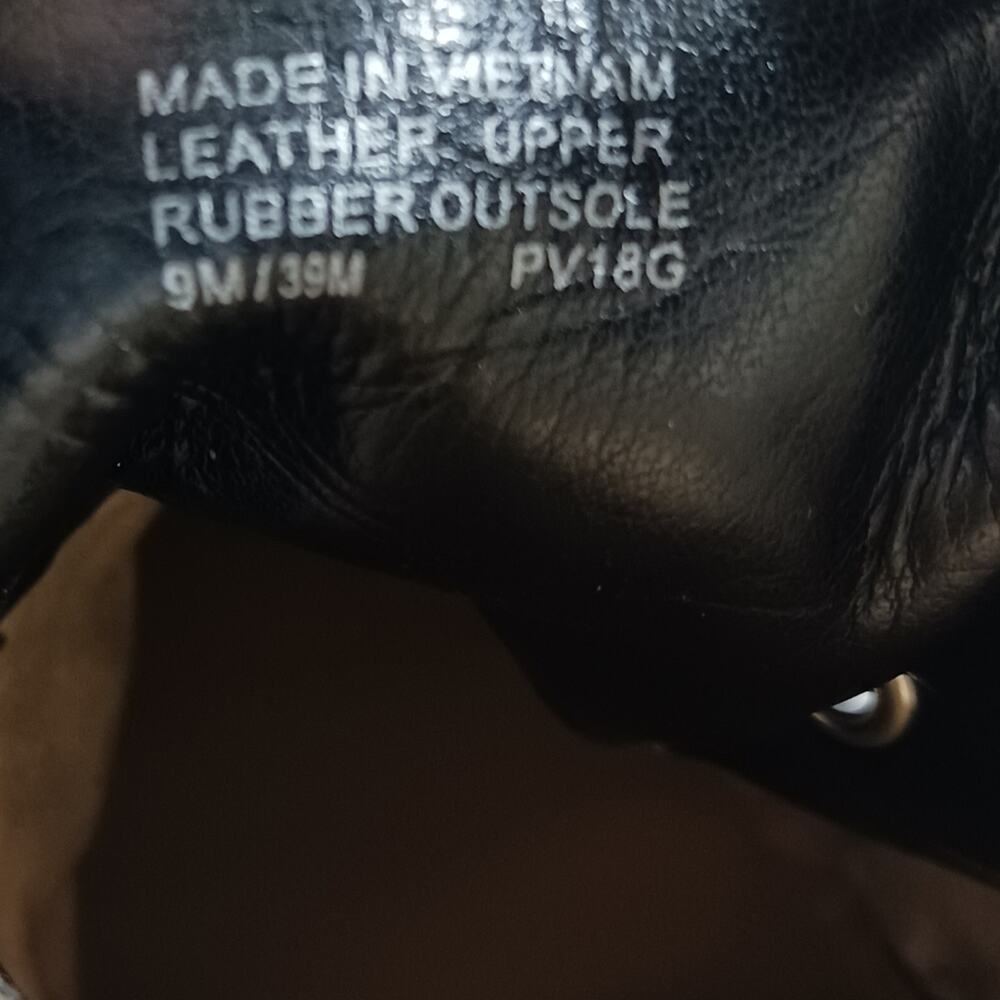 MADE IN VIETNAM
LEATHER UPPER
RUBBER OUTSOLE
9M/39M PV18G